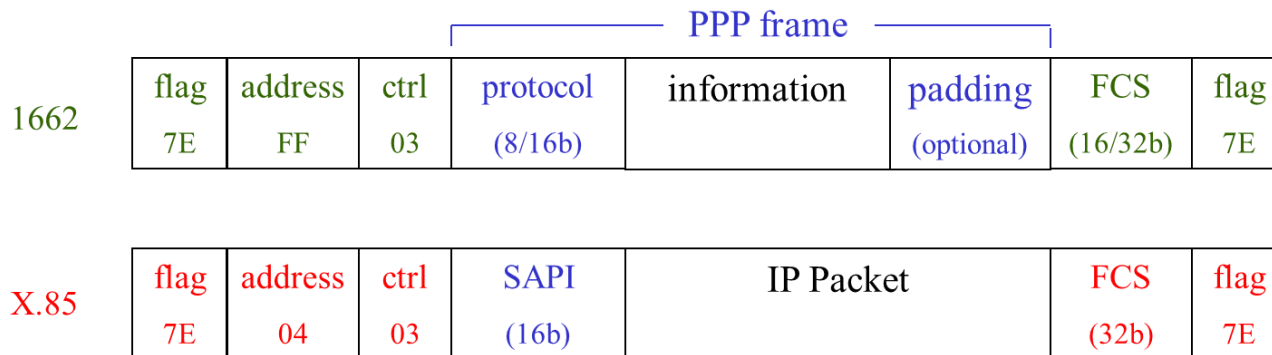 PPP frame
1662
flag address ctrl protocol information padding FCS flag
7E FF 03 (8/16b) (optional) (16/32b) 7E
X.85
flag address ctrl SAPI IP Packet FCS flag
7E 04 03 (16b) (32b) 7E